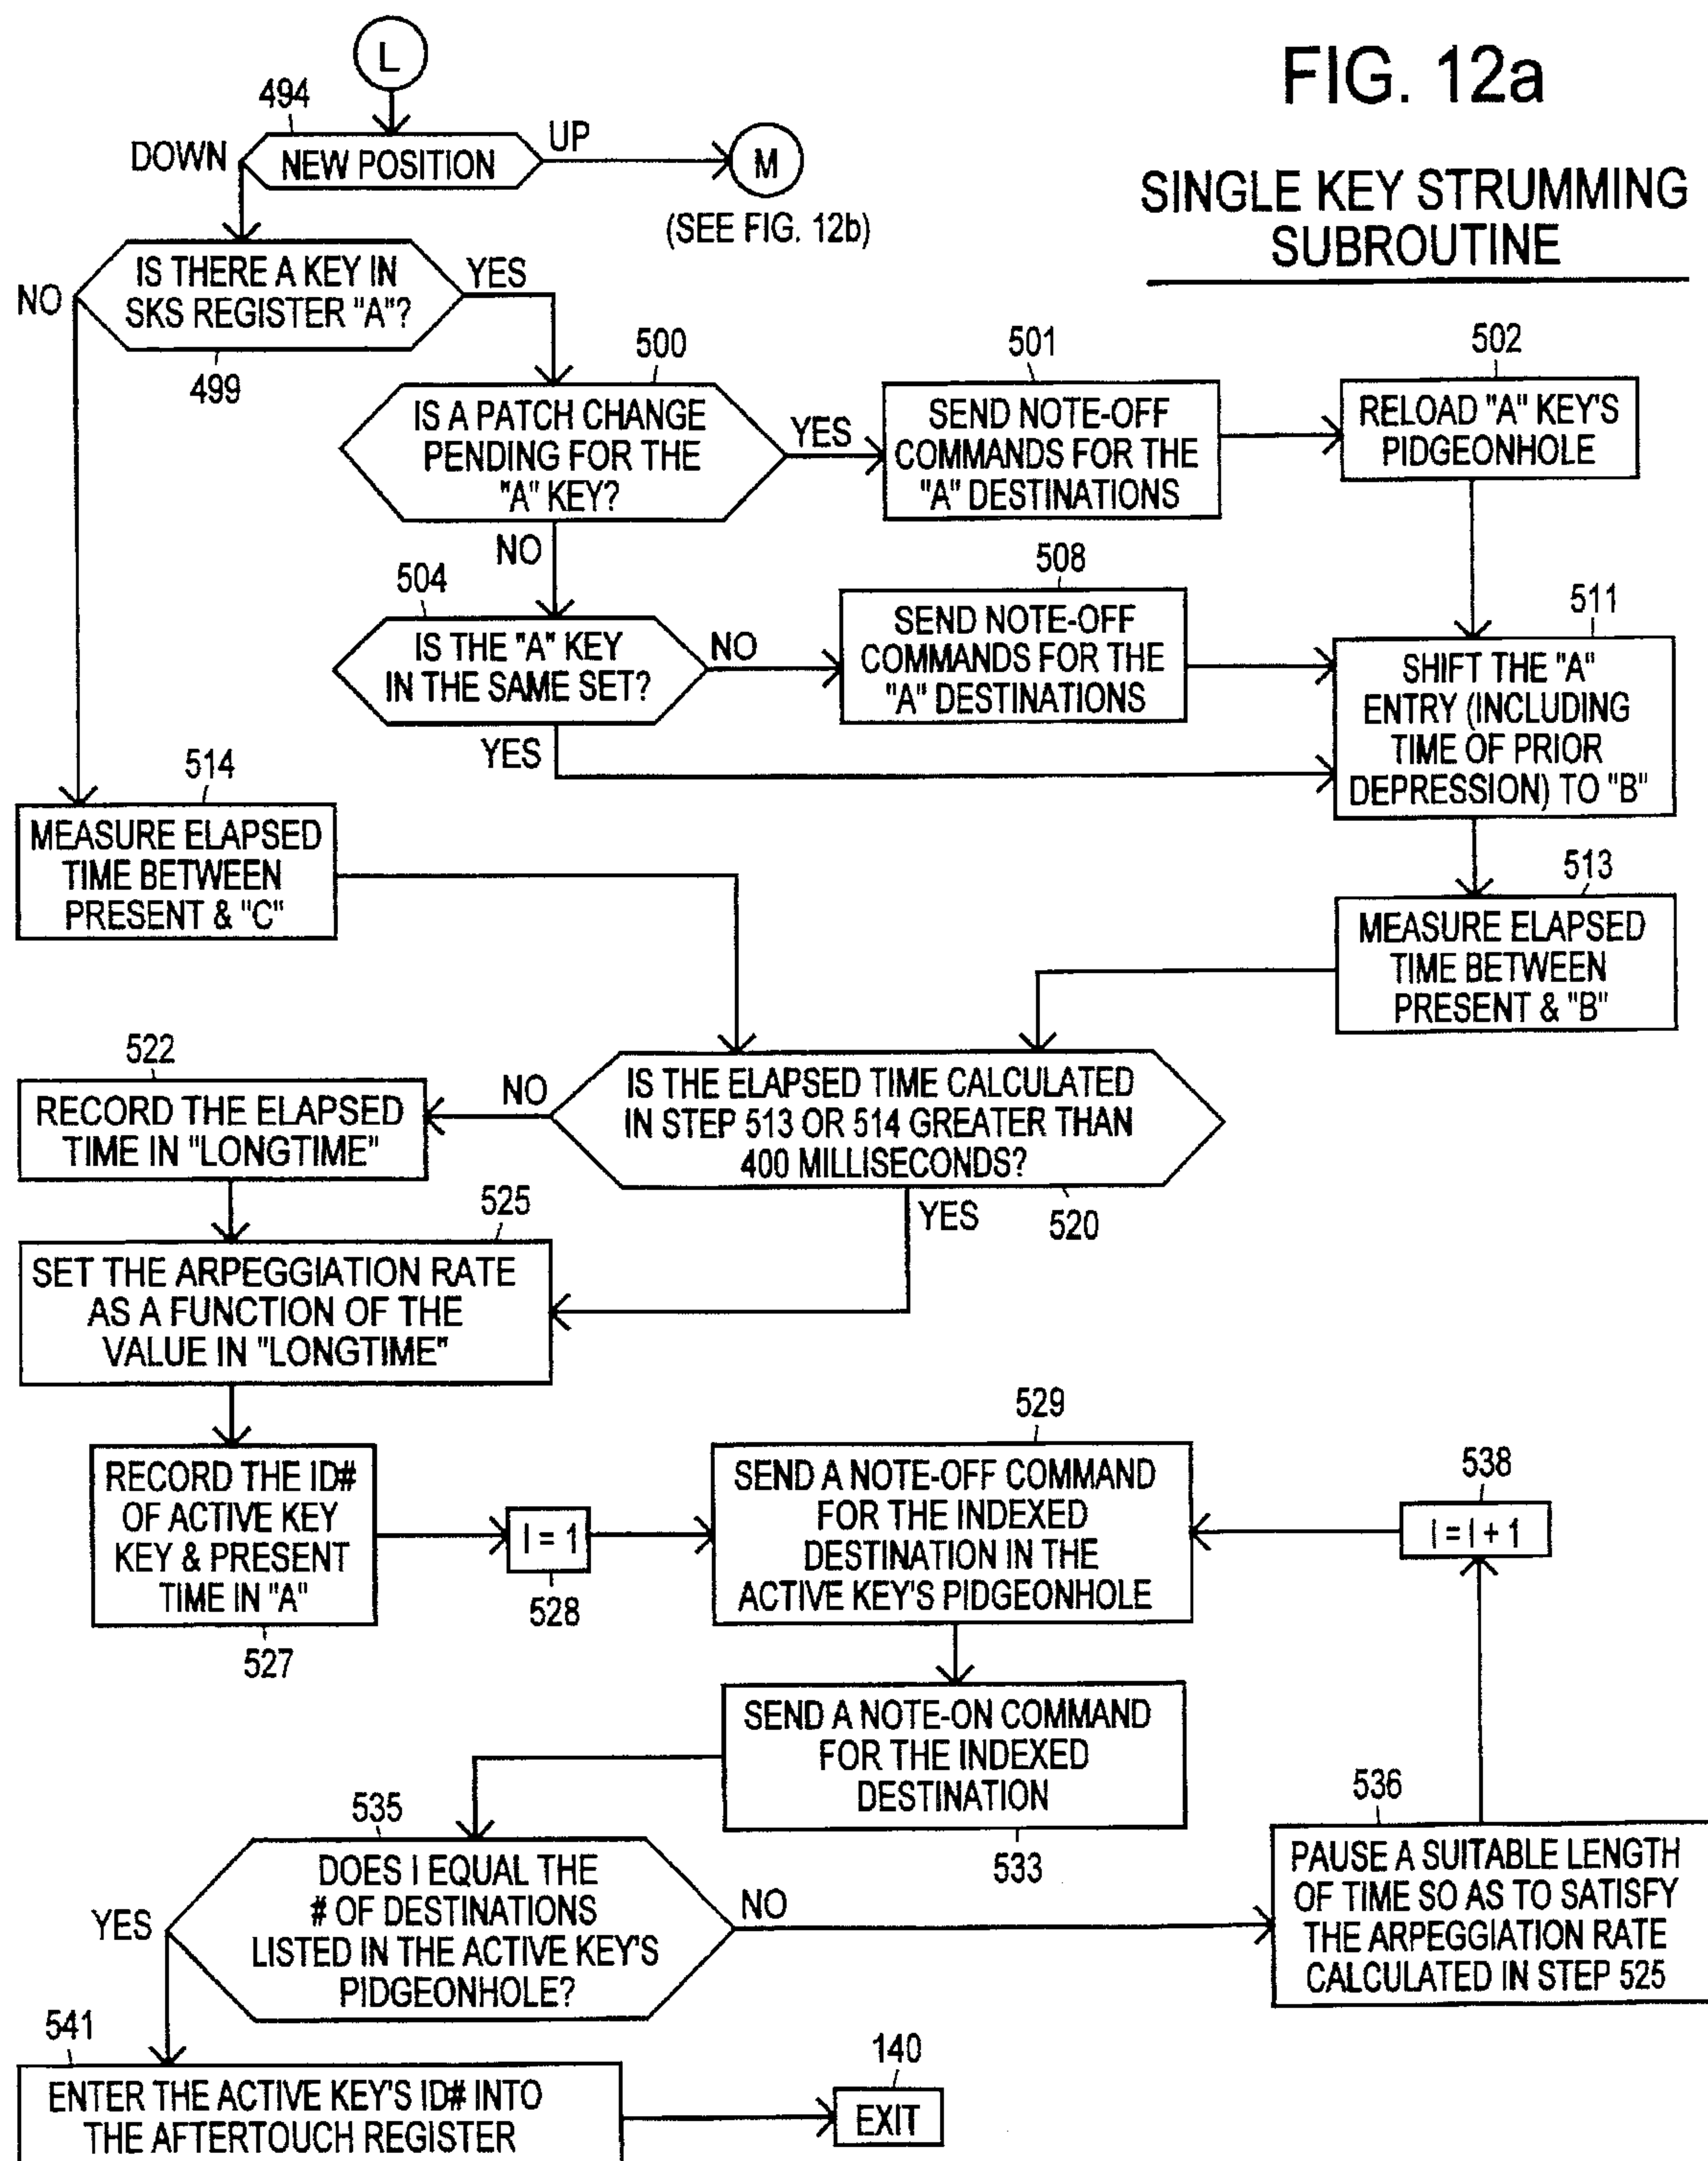 FIG. 12a
SINGLE KEY STRUMMING
SUBROUTINE
L
494
DOWN
NEW POSITION
UP
M
(SEE FIG. 12b)
NO
IS THERE A KEY IN
SKS REGISTER "A"?
YES
499
500
IS A PATCH CHANGE
PENDING FOR THE
"A" KEY?
YES
NO
501
SEND NOTE-OFF
COMMANDS FOR THE
"A" DESTINATIONS
502
RELOAD "A" KEY'S
PIDGEONHOLE
504
IS THE "A" KEY
IN THE SAME SET?
NO
YES
508
SEND NOTE-OFF
COMMANDS FOR THE
"A" DESTINATIONS
511
SHIFT THE "A"
ENTRY (INCLUDING
TIME OF PRIOR
DEPRESSION) TO "B"
514
MEASURE ELAPSED
TIME BETWEEN
PRESENT & "C"
513
MEASURE ELAPSED
TIME BETWEEN
PRESENT & "B"
522
RECORD THE ELAPSED
TIME IN "LONGTIME"
NO
IS THE ELAPSED TIME CALCULATED
IN STEP 513 OR 514 GREATER THAN
400 MILLISECONDS?
YES
520
525
SET THE ARPEGGIATION RATE
AS A FUNCTION OF THE
VALUE IN "LONGTIME"
RECORD THE ID#
OF ACTIVE KEY
KEY & PRESENT
TIME IN "A"
527
I = 1
528
529
SEND A NOTE-OFF COMMAND
FOR THE INDEXED
DESTINATION IN THE
ACTIVE KEY'S PIDGEONHOLE
538
I = I + 1
SEND A NOTE-ON COMMAND
FOR THE INDEXED
DESTINATION
533
535
YES
DOES I EQUAL THE
# OF DESTINATIONS
LISTED IN THE ACTIVE KEY'S
PIDGEONHOLE?
NO
536
PAUSE A SUITABLE LENGTH
OF TIME SO AS TO SATISFY
THE ARPEGGIATION RATE
CALCULATED IN STEP 525
541
ENTER THE ACTIVE KEY'S ID# INTO
THE AFTERTOUCH REGISTER
140
EXIT